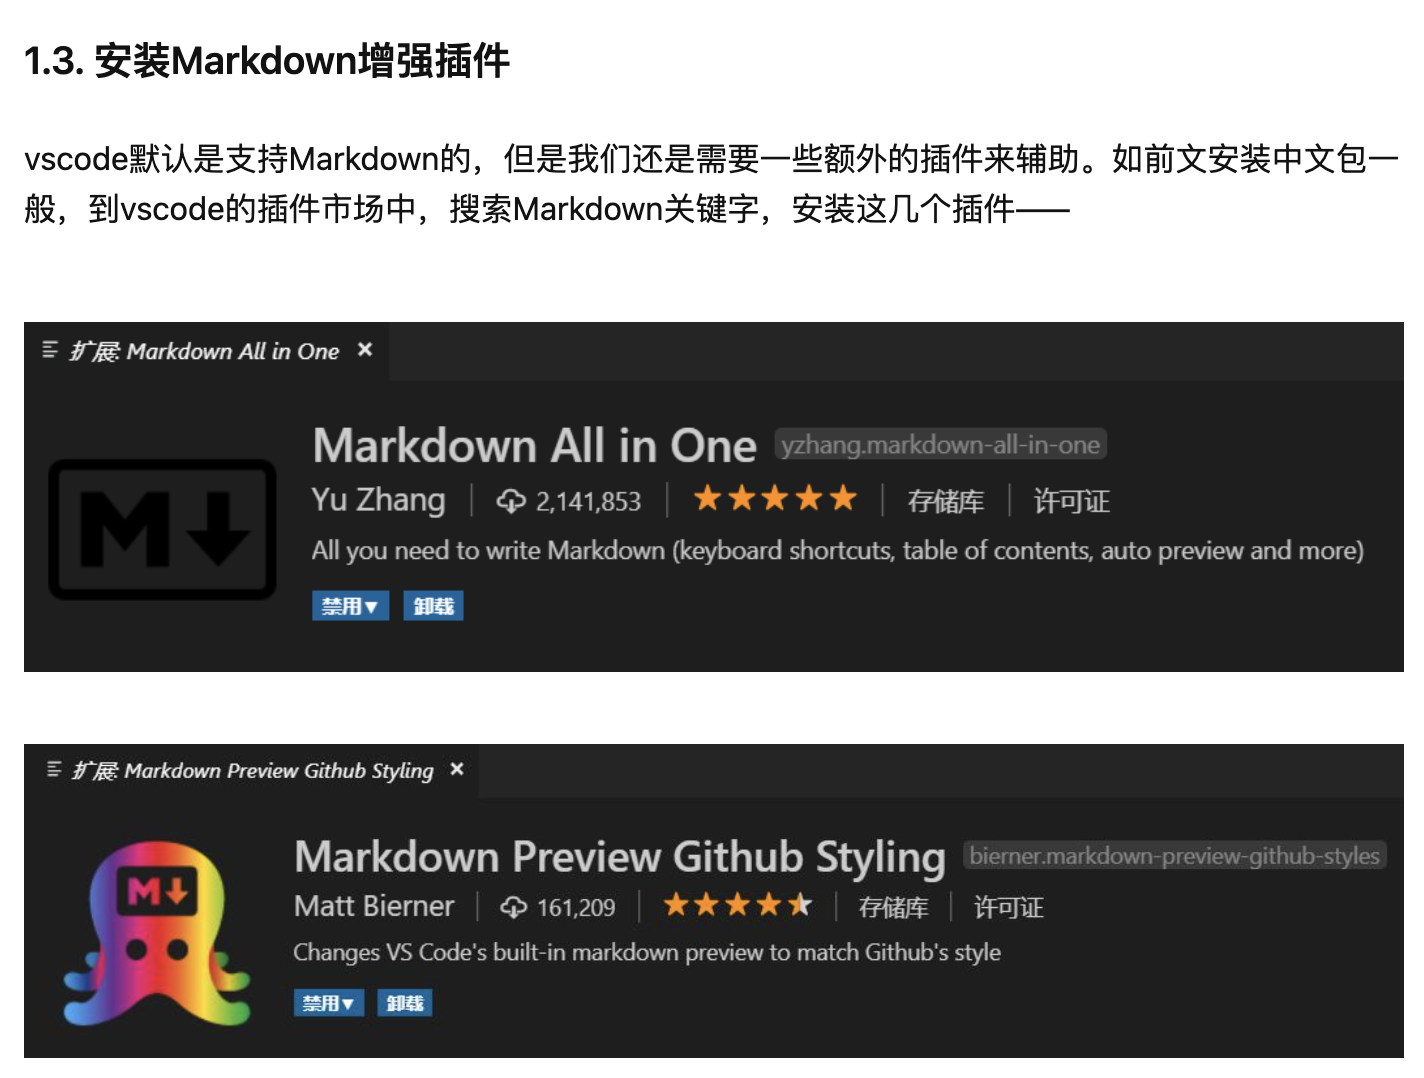 1.3. 安装Markdown增强插件
vscode默认是支持Markdown的，但是我们还是需要一些额外的插件来辅助。如前文安装中文包一
般，到vscode的插件市场中，搜索Markdown关键字，安装这几个插件——
扩展: Markdown All in One ×
Markdown All in One yzhang.markdown-all-in-one
Yu Zhang | 2,141,853 | ★★★★★ | 存储库 | 许可证
All you need to write Markdown (keyboard shortcuts, table of contents, auto preview and more)
禁用▼ 卸载
扩展: Markdown Preview Github Styling ×
Markdown Preview Github Styling bierner.markdown-preview-github-styles
Matt Bierner | 161,209 | 存储库 | 许可证
Changes VS Code's built-in markdown preview to match Github's style
禁用▼ 卸载